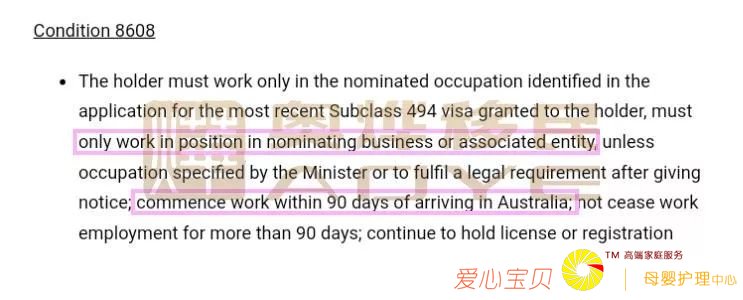 Condition 8608
• The holder must work only in the nominated occupation identified in the
application for the most recent Subclass 494 visa granted to the holder, must
only work in position in nominating business or associated entity, unless
occupation specified by the Minister or to fulfil a legal requirement after giving
notice; commence work within 90 days of arriving in Australia; not cease work
employment for more than 90 days; continue to hold license or registration
TM 高端家庭服务
爱心宝贝
母婴护理中心